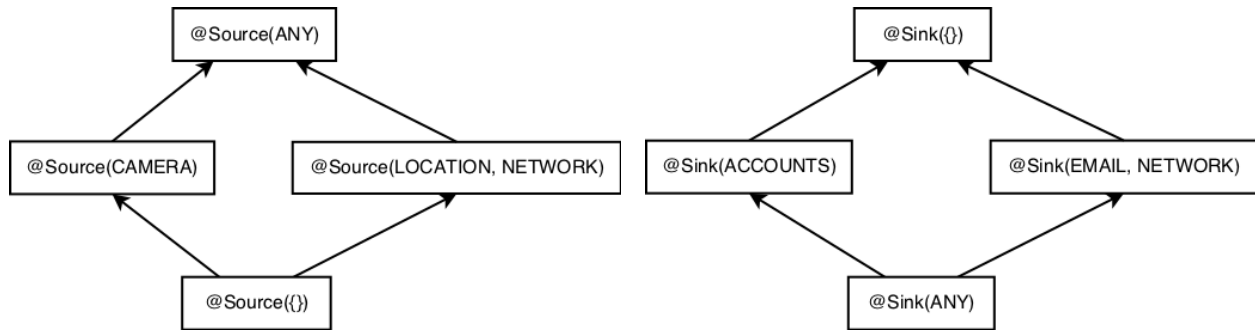 @Source(ANY)
@Source(CAMERA)
@Source(LOCATION, NETWORK)
@Source({})
@Sink({})
@Sink(ACCOUNTS)
@Sink(EMAIL, NETWORK)
@Sink(ANY)